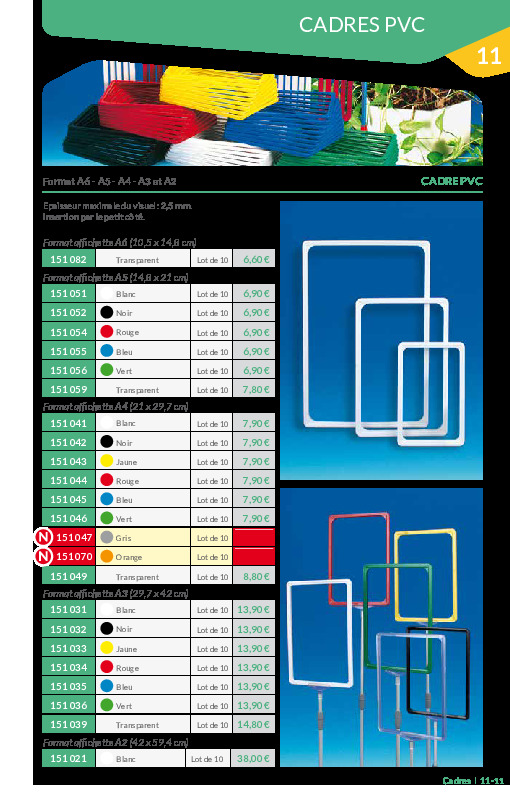 CADRES PVC
11
Format A6 - A5 - A4 - A3 et A2
CADRE PVC
Epaisseur maximale du visuel : 2,5 mm.
Insertion par le petit côté.
Format affichette A6 (10,5 x 14,8 cm)
151 082 Transparent Lot de 10 6,60 €
Format affichette A5 (14,8 x 21 cm)
151 051 Blanc Lot de 10 6,90 €
151 052 Noir Lot de 10 6,90 €
151 054 Rouge Lot de 10 6,90 €
151 055 Bleu Lot de 10 6,90 €
151 056 Vert Lot de 10 6,90 €
151 059 Transparent Lot de 10 7,80 €
Format affichette A4 (21 x 29,7 cm)
151 041 Blanc Lot de 10 7,90 €
151 042 Noir Lot de 10 7,90 €
151 043 Jaune Lot de 10 7,90 €
151 044 Rouge Lot de 10 7,90 €
151 045 Bleu Lot de 10 7,90 €
151 046 Vert Lot de 10 7,90 €
N 151 047 Gris Lot de 10
N 151 070 Orange Lot de 10
151 049 Transparent Lot de 10 8,80 €
Format affichette A3 (29,7 x 42 cm)
151 031 Blanc Lot de 10 13,90 €
151 032 Noir Lot de 10 13,90 €
151 033 Jaune Lot de 10 13,90 €
151 034 Rouge Lot de 10 13,90 €
151 035 Bleu Lot de 10 13,90 €
151 036 Vert Lot de 10 13,90 €
151 039 Transparent Lot de 10 14,80 €
Format affichette A2 (42 x 59,4 cm)
151 021 Blanc Lot de 10 38,00 €
Cadres | 11-11